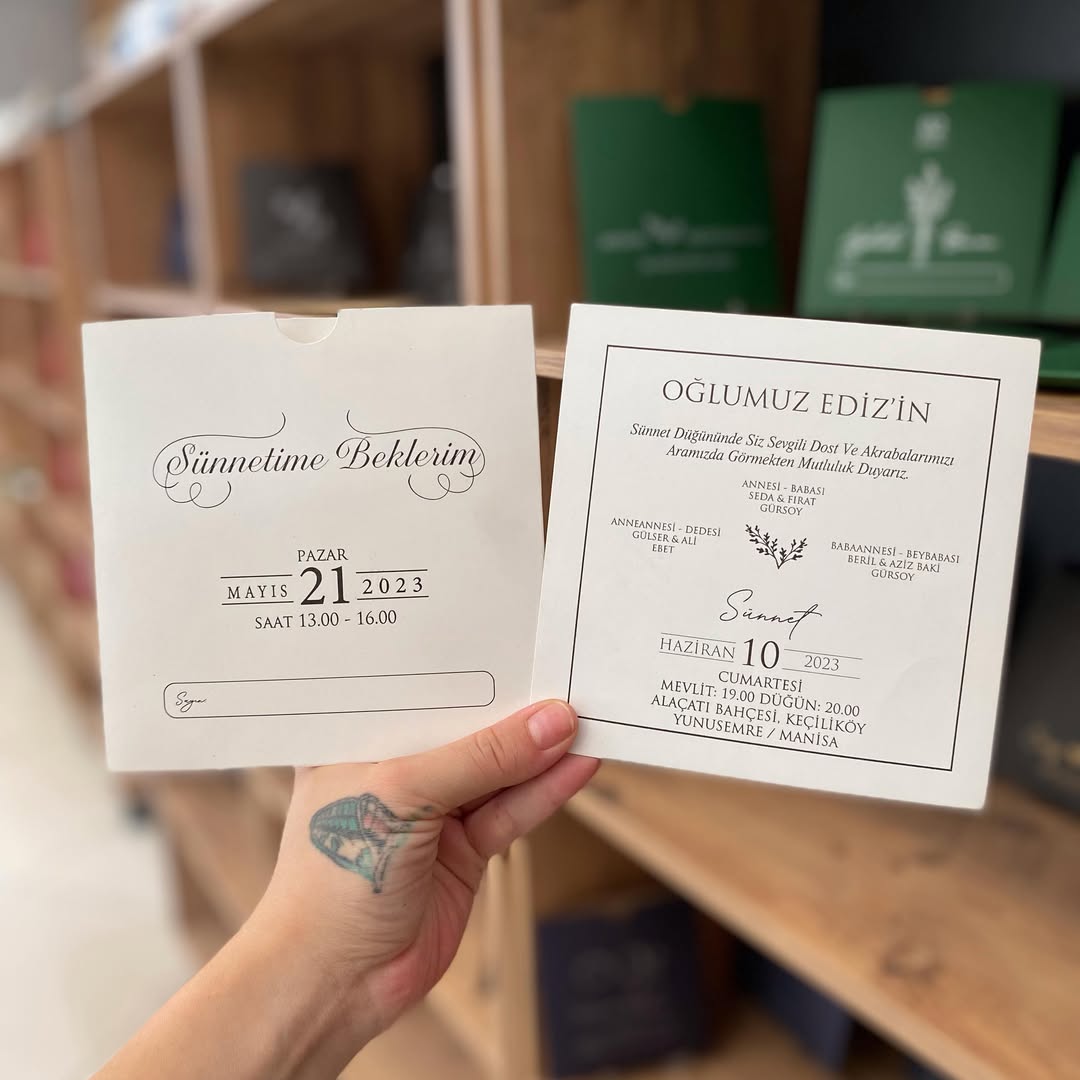 Sünnetime Beklerim
PAZAR
MAYIS 21 2023
SAAT 13.00 - 16.00
Sayın
OĞLUMUZ EDİZ'İN
Sünnet Düğününde Siz Sevgili Dost Ve Akrabalarımızı
Aramızda Görmekten Mutluluk Duyarız.
ANNESİ - BABASI
SEDA & FIRAT
GÜRSOY
ANNEANNESİ - DEDESİ
GÜLSER & ALİ
EBET
BABAANNESİ - BEYBABASI
BERİL & AZİZ BAKİ
GÜRSOY
Sünnet
HAZİRAN 10 2023
CUMARTESİ
MEVLİT: 19.00 DÜĞÜN: 20.00
ALAÇATI BAHÇESİ, KEÇİLİKÖY
YUNUSEMRE / MANİSA